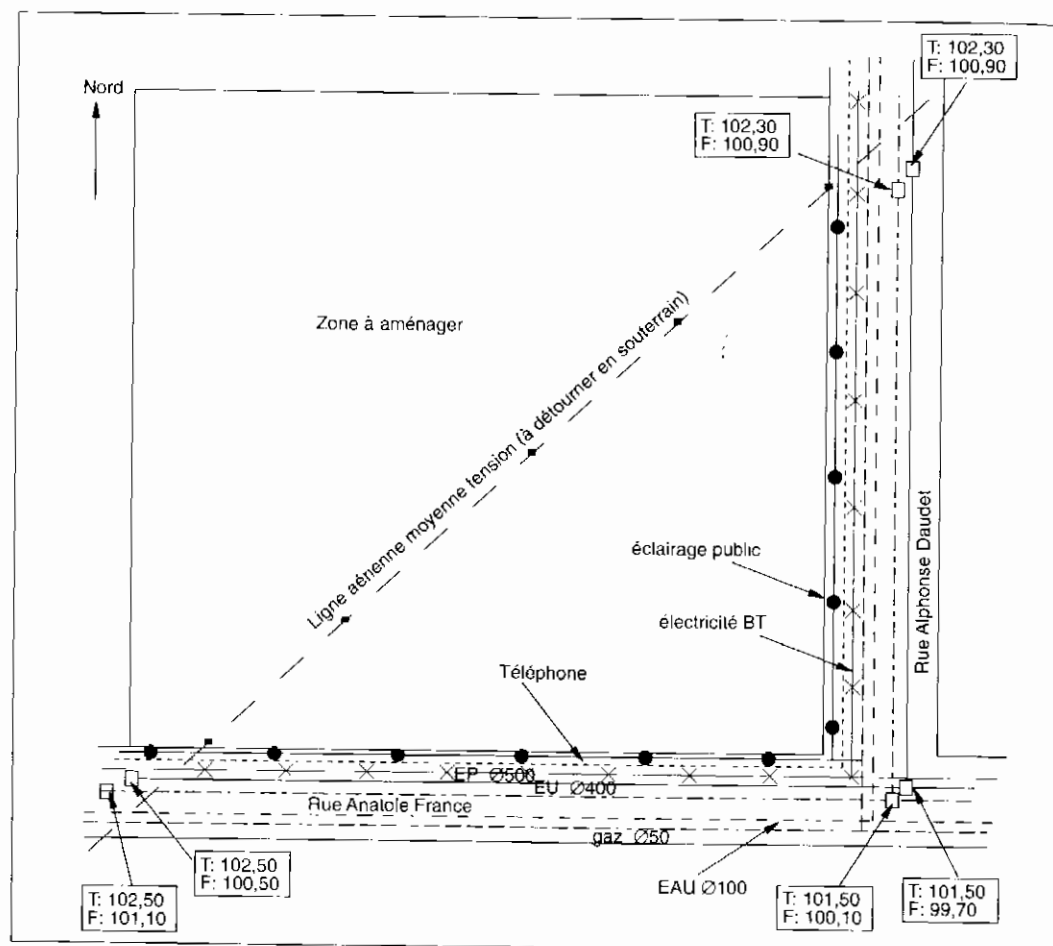 T: 102,30
F: 100,90
Nord
T: 102,30
F: 100,90
Zone à aménager
Ligne aérienne moyenne tension (à détourner en souterrain)
éclairage public
électricité BT
Rue Alphonse Daudet
Téléphone
EP Ø500
EU Ø400
Rue Anatole France
gaz Ø50
EAU Ø100
T: 102,50
F: 100,50
T: 102,50
F: 101,10
T: 101,50
F: 100,10
T: 101,50
F: 99,70